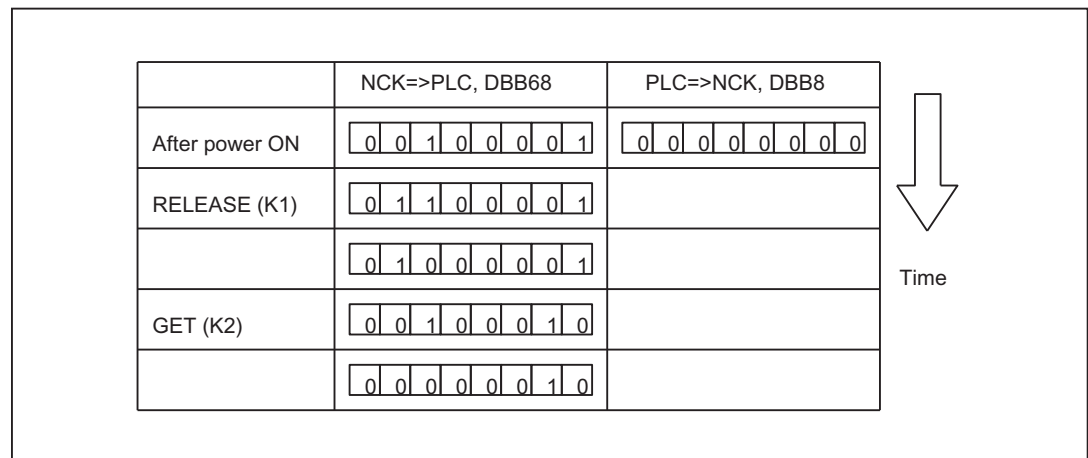 NCK=>PLC, DBB68 PLC=>NCK, DBB8
After power ON 0 0 1 0 0 0 0 1 0 0 0 0 0 0 0 0
RELEASE (K1) 0 1 1 0 0 0 0 1
0 1 0 0 0 0 0 1
Time
GET (K2) 0 0 1 0 0 0 1 0
0 0 0 0 0 0 1 0